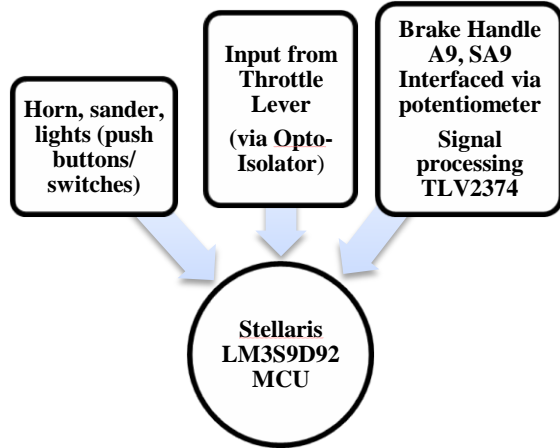 Horn, sander,
lights (push
buttons/
switches)
Input from
Throttle
Lever
(via Opto-
Isolator)
Brake Handle
A9, SA9
Interfaced via
potentiometer
Signal
processing
TLV2374
Stellaris
LM3S9D92
MCU